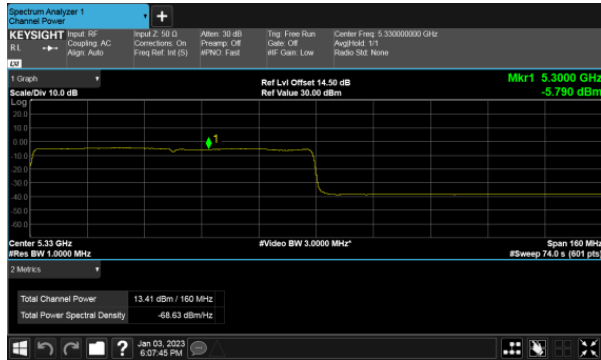 Spectrum Analyzer 1
Channel Power
+
KEYSIGHT Input: RF Input Z: 50 Ω Atten: 30 dB Trig: Free Run Center Freq: 5.330000000 GHz
RL Coupling: AC Corrections: On Preamp: Off Gate: Off Avg|Hold: 1/1
Align: Auto Freq Ref: Int (S) #PNO: Fast #IF Gain: Low Radio Std: None
LXI
1 Graph
Ref Lvl Offset 14.50 dB Mkr1 5.3000 GHz
Scale/Div 10.0 dB Ref Value 30.00 dBm -5.790 dBm
Log
20.0
10.0
0.00
1
-10.0
-20.0
-30.0
-40.0
-50.0
-60.0
Center 5.33 GHz #Video BW 3.0000 MHz* Span 160 MHz
#Res BW 1.0000 MHz #Sweep 74.0 s (601 pts)
2 Metrics
Total Channel Power 13.41 dBm / 160 MHz
Total Power Spectral Density -68.63 dBm/Hz
?
Jan 03, 2023
6:07:45 PM